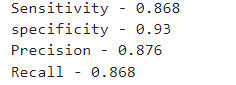 Sensitivity - 0.868
specificity - 0.93
Precision - 0.876
Recall - 0.868